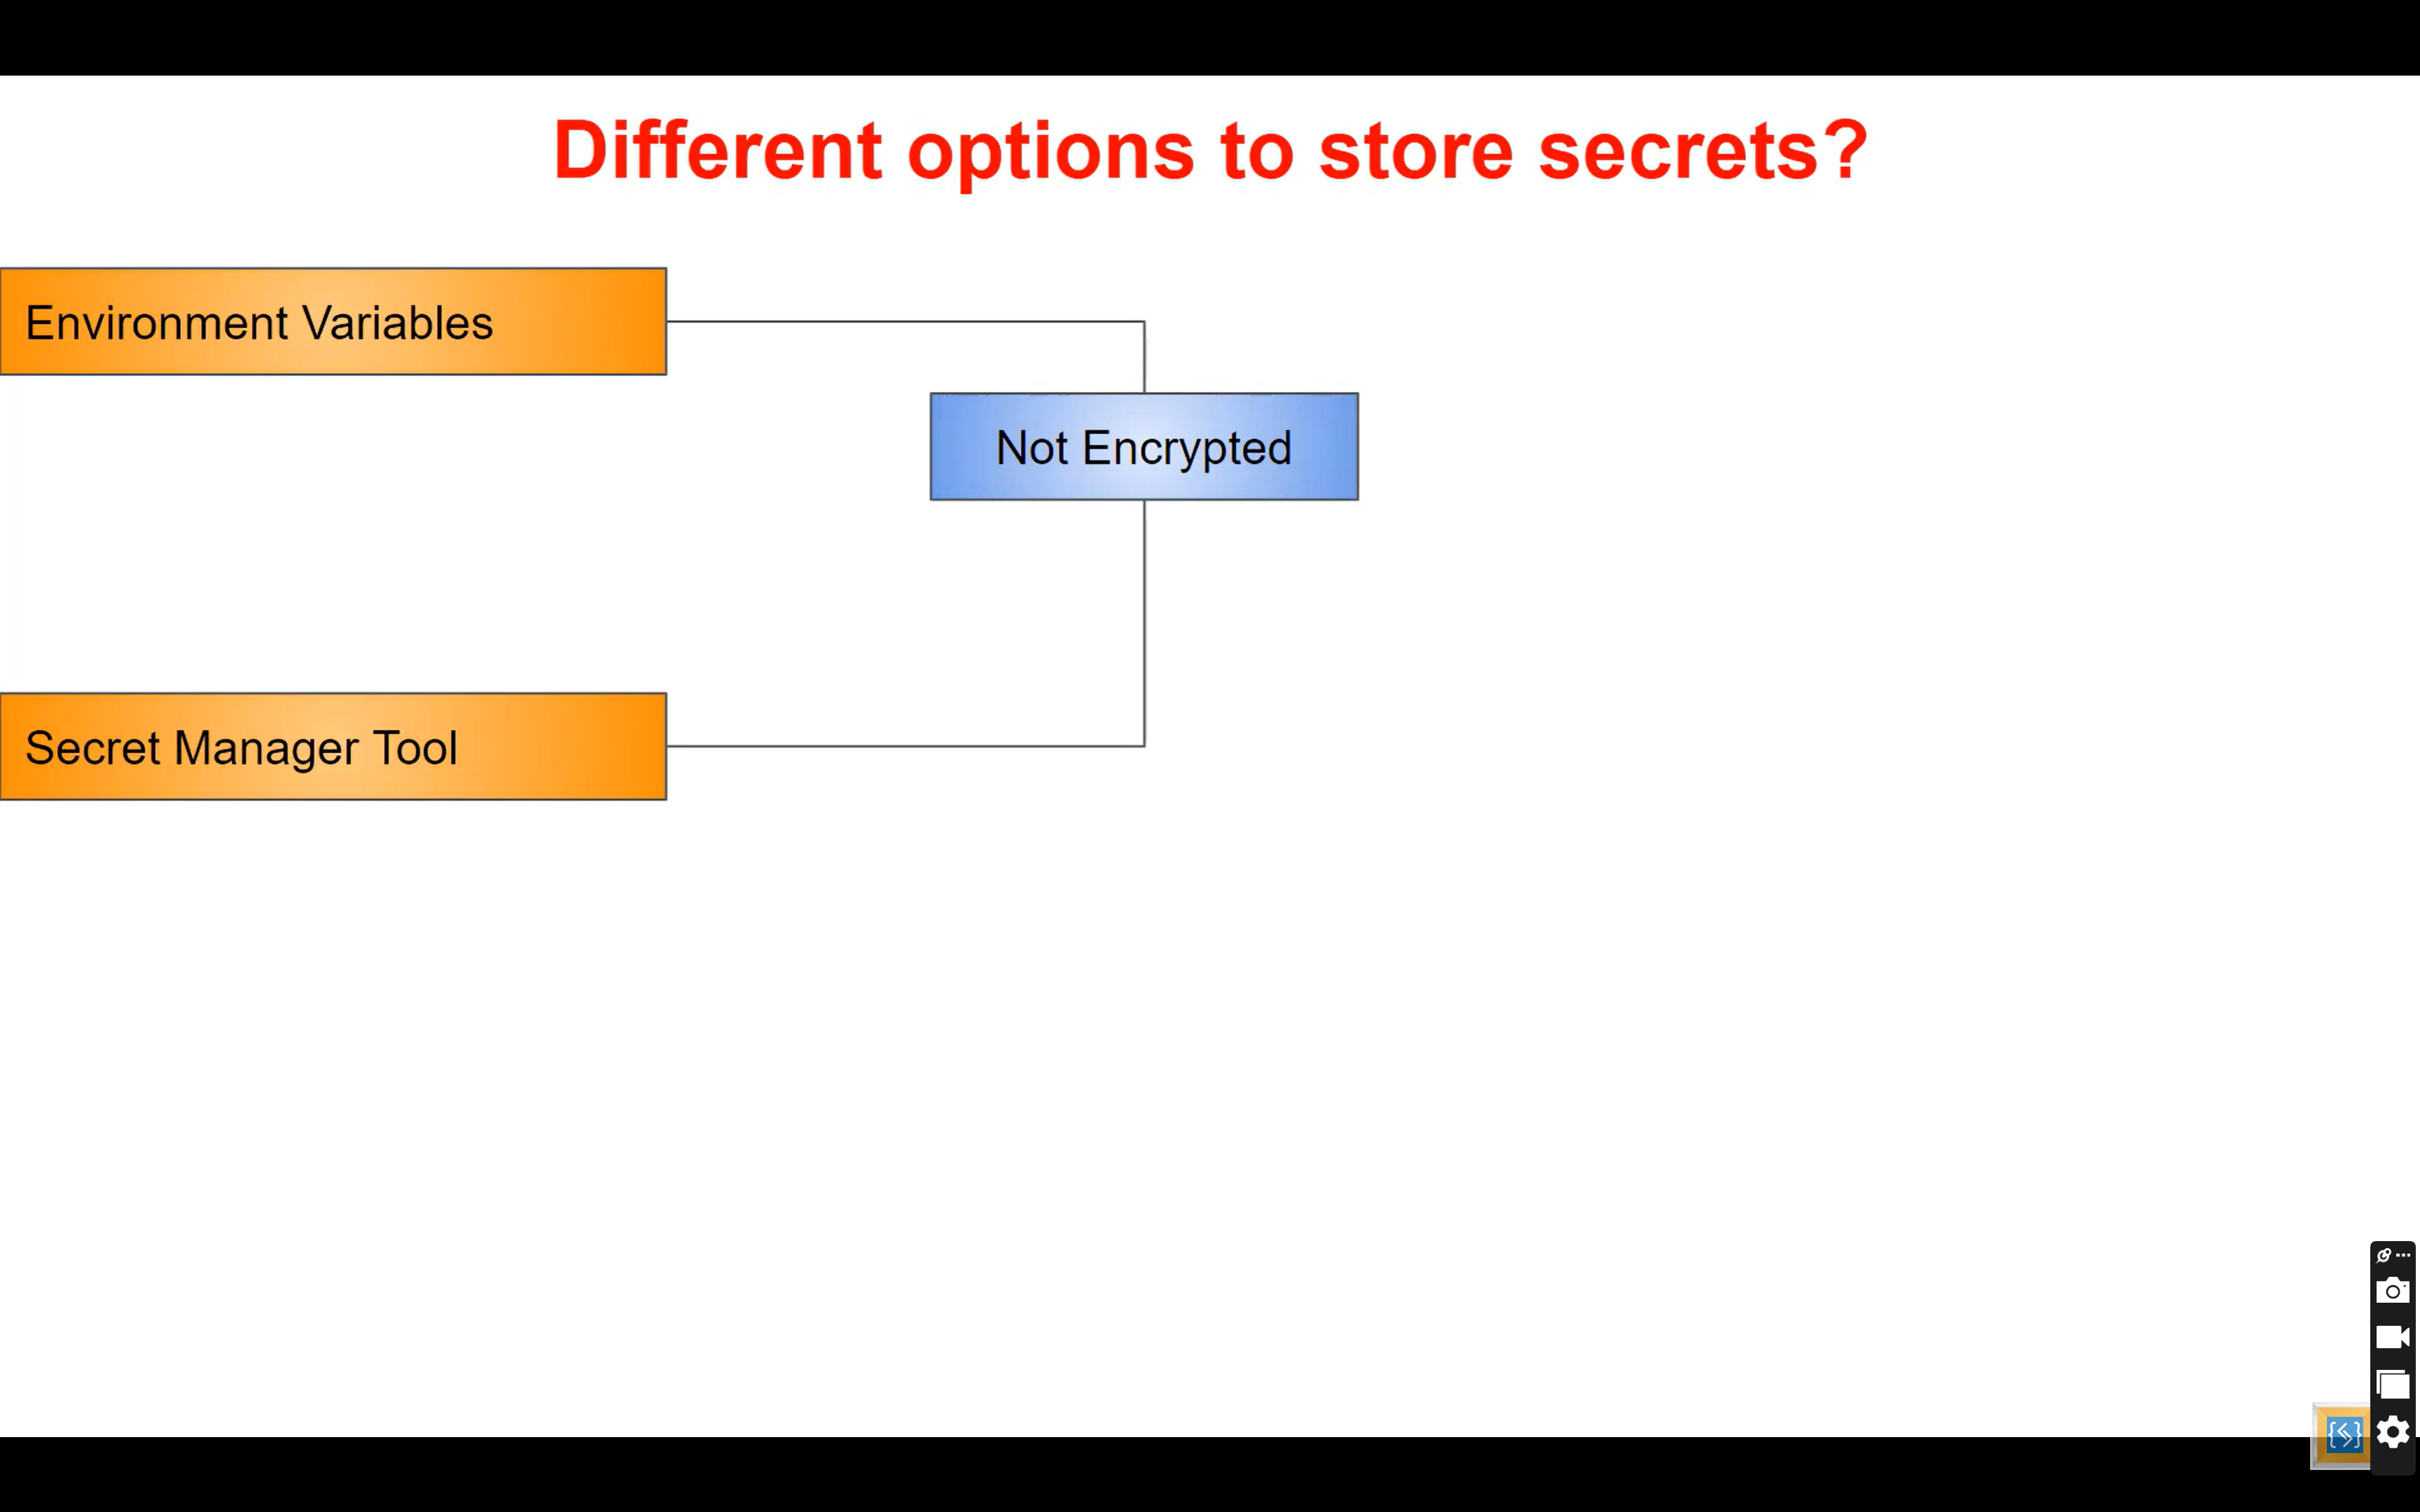 Different options to store secrets?
Environment Variables
Not Encrypted
Secret Manager Tool